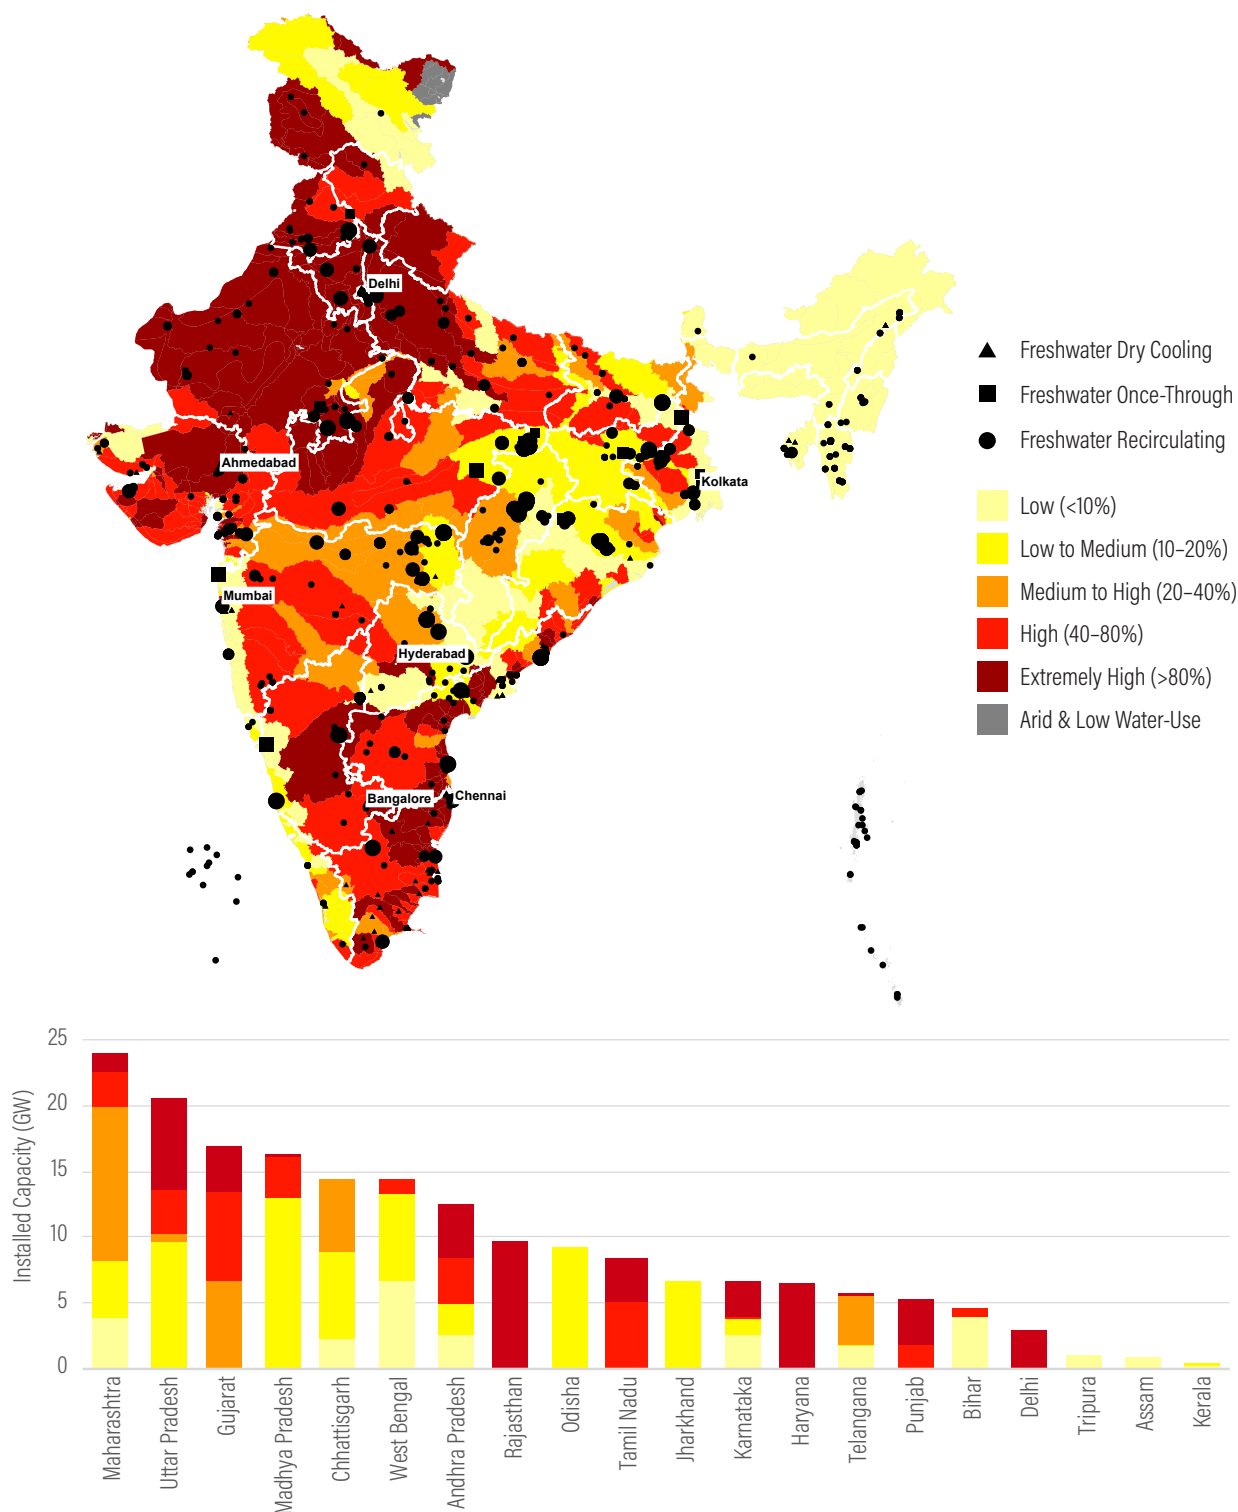 Delhi
Freshwater Dry Cooling
Freshwater Once-Through
Freshwater Recirculating
Ahmedabad
Kolkata
Low (<10%)
Low to Medium (10–20%)
Medium to High (20–40%)
Mumbai
High (40–80%)
Hyderabad
Extremely High (>80%)
Arid & Low Water-Use
Bangalore
Chennai
Installed Capacity (GW)
25
20
15
10
5
0
Maharashtra
Uttar Pradesh
Gujarat
Madhya Pradesh
Chhattisgarh
West Bengal
Andhra Pradesh
Rajasthan
Odisha
Tamil Nadu
Jharkhand
Karnataka
Haryana
Telangana
Punjab
Bihar
Delhi
Tripura
Assam
Kerala